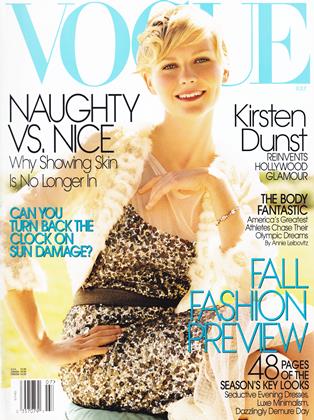 VOGUE
JULY
NAUGHTY
VS. NICE
Why Showing Skin
Is No Longer In
CAN YOU
TURN BACK THE
CLOCK ON
SUN DAMAGE?
Kirsten
Dunst
REINVENTS
HOLLYWOOD
GLAMOUR
THE BODY
FANTASTIC
America's Greatest
Athletes Chase Their
Olympic Dreams
By Annie Leibovitz
FALL
FASHION
PREVIEW
48 PAGES
OF THE
SEASON'S KEY LOOKS
Seductive Evening Dresses,
Luxe Minimalism,
Dazzlingly Demure Day